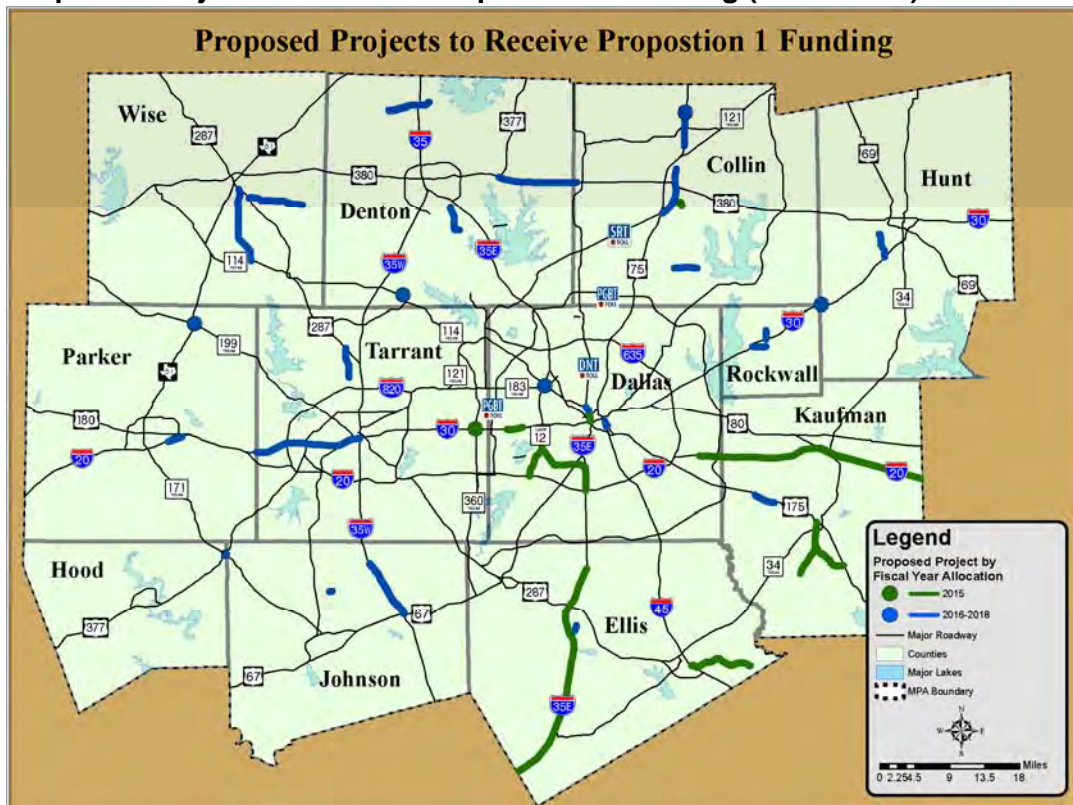 Proposed Projects to Receive Propostion 1 Funding
Wise
287
35
377
121
Collin
69
Hunt
380
Denton
380
30
SRT
TOLL
35E
114
35W
75
PGBT
TOLL
34
69
287
114
30
Parker
199
Tarrant
121
635
DNT
TOLL
Dallas
Rockwall
820
183
PGBT
TOLL
Kaufman
180
30
12
35E
80
20
20
20
20
171
360
175
35W
34
Hood
287
45
Ellis
377
67
67
Johnson
35E
Legend
Proposed Project by
Fiscal Year Allocation
2015
2016-2018
Major Roadway
Counties
Major Lakes
MPA Boundary
N
W
E
S
Miles
0 2.25 4.5 9 13.5 18